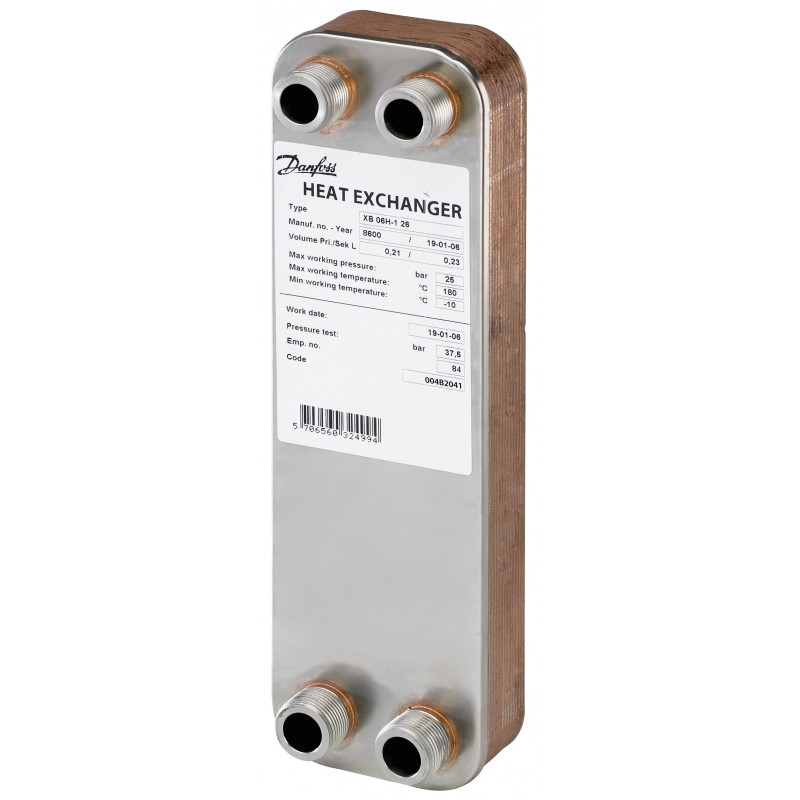 Danfoss
HEAT EXCHANGER
Type XB 06H-1 26
Manuf. no. - Year 8600 / 19-01-06
Volume Pri./Sek L 0,21 / 0,23
Max working pressure: bar 25
Max working temperature: °C 180
Min working temperature: °C -10
Work date: 19-01-06
Pressure test: bar 37,5
Emp. no. 84
Code 004B2041
5 706560 324994